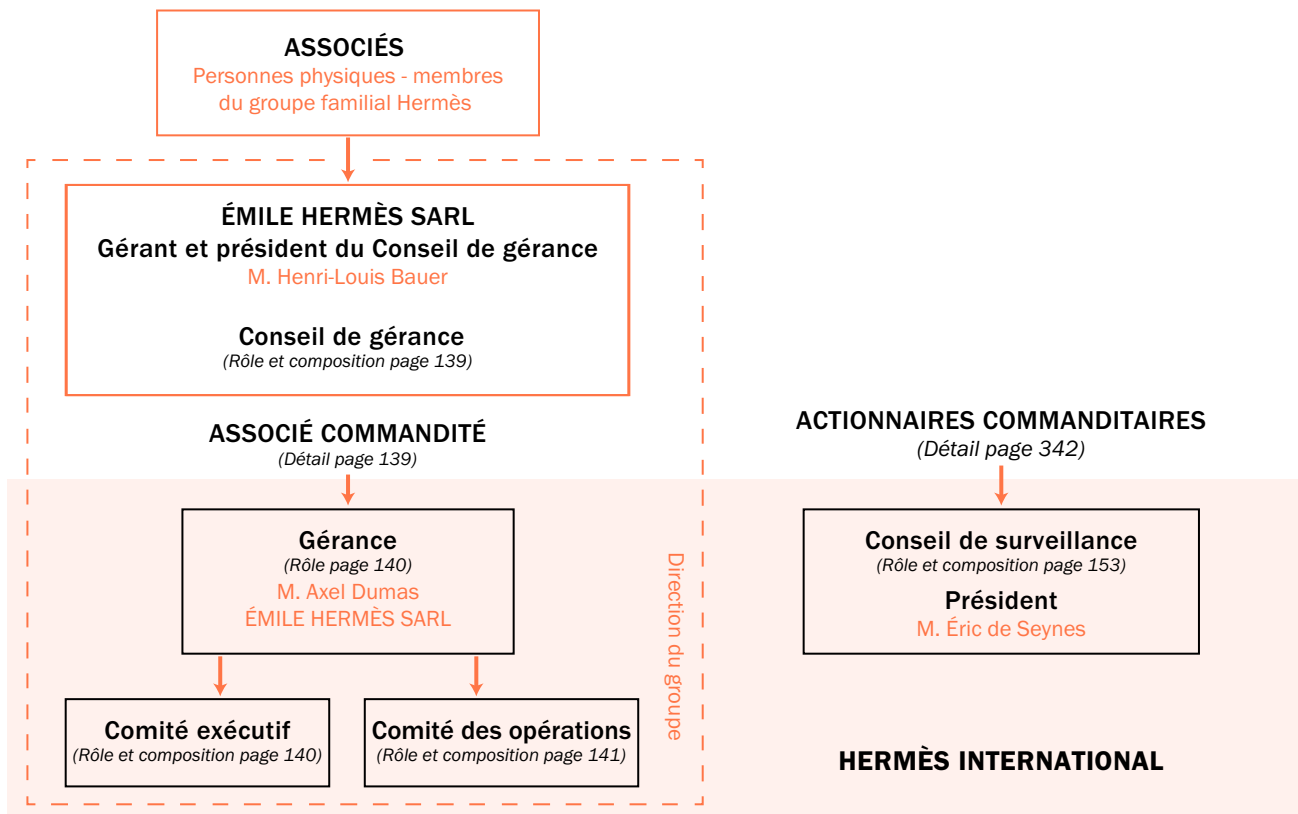 ASSOCIÉS
Personnes physiques - membres
du groupe familial Hermès
ÉMILE HERMÈS SARL
Gérant et président du Conseil de gérance
M. Henri-Louis Bauer
Conseil de gérance
(Rôle et composition page 139)
ASSOCIÉ COMMANDITÉ
(Détail page 139)
Gérance
(Rôle page 140)
M. Axel Dumas
ÉMILE HERMÈS SARL
Comité exécutif
(Rôle et composition page 140)
Comité des opérations
(Rôle et composition page 141)
Direction du groupe
ACTIONNAIRES COMMANDITAIRES
(Détail page 342)
Conseil de surveillance
(Rôle et composition page 153)
Président
M. Éric de Seynes
HERMÈS INTERNATIONAL